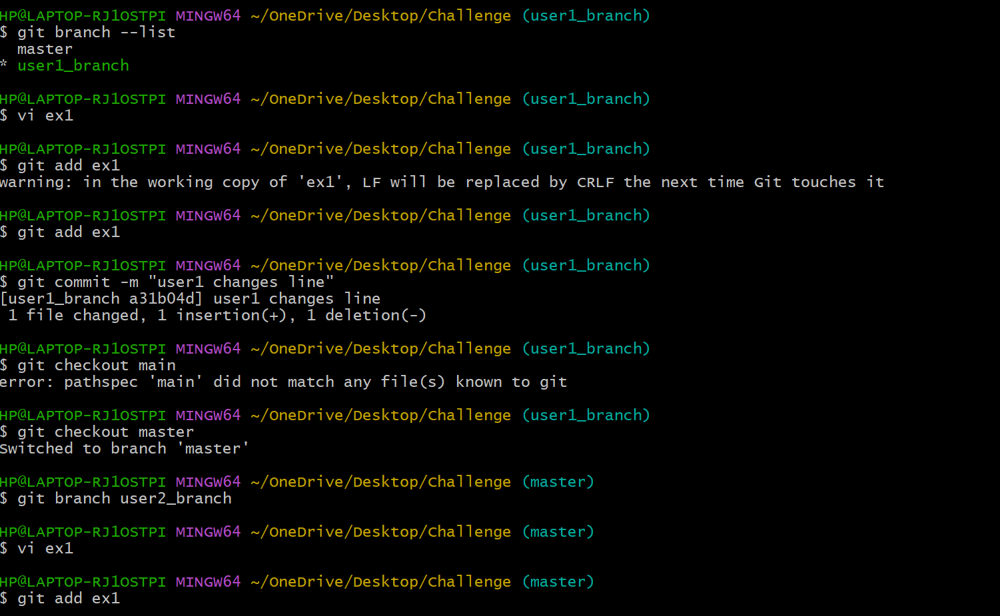 HP@LAPTOP-RJ1OSTPI MINGW64 ~/OneDrive/Desktop/Challenge (user1_branch)
$ git branch --list
  master
* user1_branch

HP@LAPTOP-RJ1OSTPI MINGW64 ~/OneDrive/Desktop/Challenge (user1_branch)
$ vi ex1

HP@LAPTOP-RJ1OSTPI MINGW64 ~/OneDrive/Desktop/Challenge (user1_branch)
$ git add ex1
warning: in the working copy of 'ex1', LF will be replaced by CRLF the next time Git touches it

HP@LAPTOP-RJ1OSTPI MINGW64 ~/OneDrive/Desktop/Challenge (user1_branch)
$ git add ex1

HP@LAPTOP-RJ1OSTPI MINGW64 ~/OneDrive/Desktop/Challenge (user1_branch)
$ git commit -m "user1 changes line"
[user1_branch a31b04d] user1 changes line
 1 file changed, 1 insertion(+), 1 deletion(-)

HP@LAPTOP-RJ1OSTPI MINGW64 ~/OneDrive/Desktop/Challenge (user1_branch)
$ git checkout main
error: pathspec 'main' did not match any file(s) known to git

HP@LAPTOP-RJ1OSTPI MINGW64 ~/OneDrive/Desktop/Challenge (user1_branch)
$ git checkout master
Switched to branch 'master'

HP@LAPTOP-RJ1OSTPI MINGW64 ~/OneDrive/Desktop/Challenge (master)
$ git branch user2_branch

HP@LAPTOP-RJ1OSTPI MINGW64 ~/OneDrive/Desktop/Challenge (master)
$ vi ex1

HP@LAPTOP-RJ1OSTPI MINGW64 ~/OneDrive/Desktop/Challenge (master)
$ git add ex1